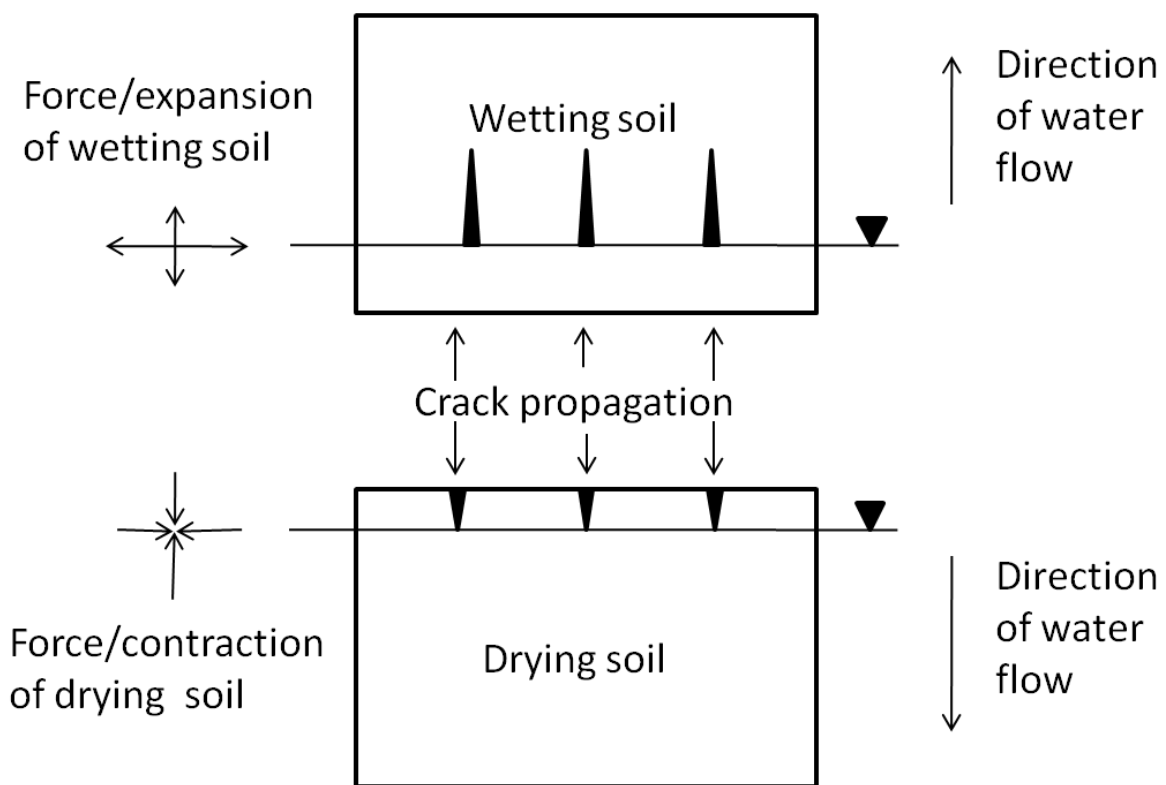 Force/expansion
of wetting soil
Wetting soil
Direction
of water
flow
Crack propagation
Force/contraction
of drying  soil
Drying soil
Direction
of water
flow